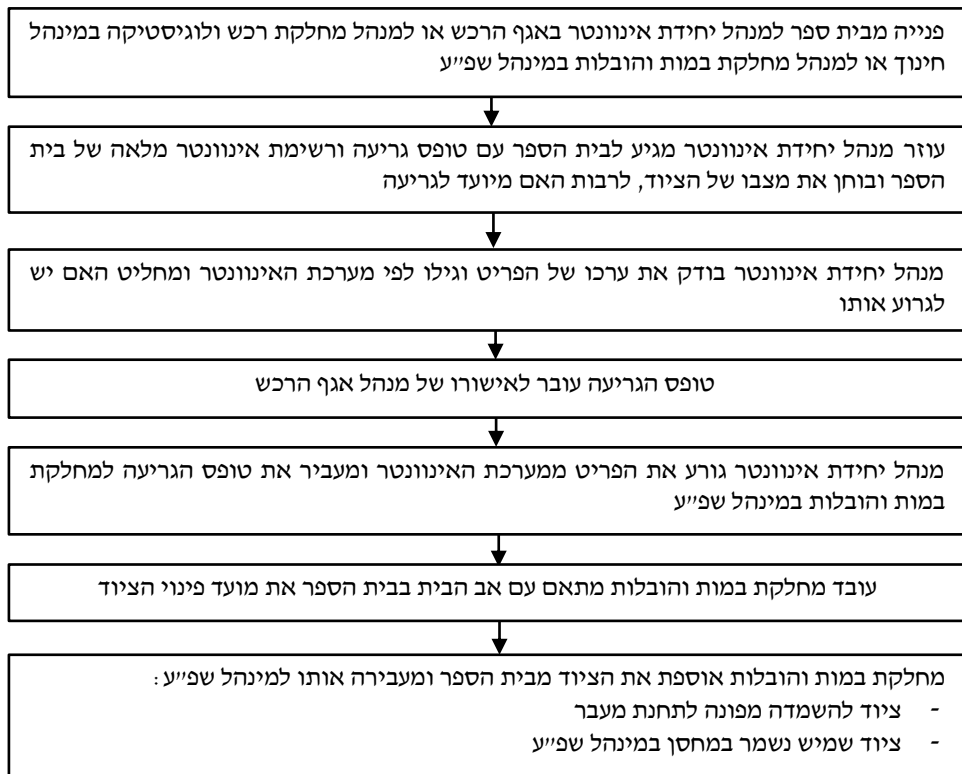 פנייה מבית ספר למנהל יחידת אינוונטר באגף הרכש או למנהל מחלקת רכש ולוגיסטיקה במינהל
חינוך או למנהל מחלקת במות והובלות במינהל שפ״ע
עוזר מנהל יחידת אינוונטר מגיע לבית הספר עם טופס גריעה ורשימת אינוונטר מלאה של בית
הספר ובוחן את מצבו של הציוד, לרבות האם מיועד לגריעה
מנהל יחידת אינוונטר בודק את ערכו של הפריט וגילו לפי מערכת האינוונטר ומחליט האם יש
לגרוע אותו
טופס הגריעה עובר לאישורו של מנהל אגף הרכש
מנהל יחידת אינוונטר גורע את הפריט ממערכת האינוונטר ומעביר את טופס הגריעה למחלקת
במות והובלות במינהל שפ״ע
עובד מחלקת במות והובלות מתאם עם אב הבית בבית הספר את מועד פינוי הציוד
מחלקת במות והובלות אוספת את הציוד מבית הספר ומעבירה אותו למינהל שפ״ע:
- ציוד להשמדה מפונה לתחנת מעבר
- ציוד שמיש נשמר במחסן במינהל שפ״ע